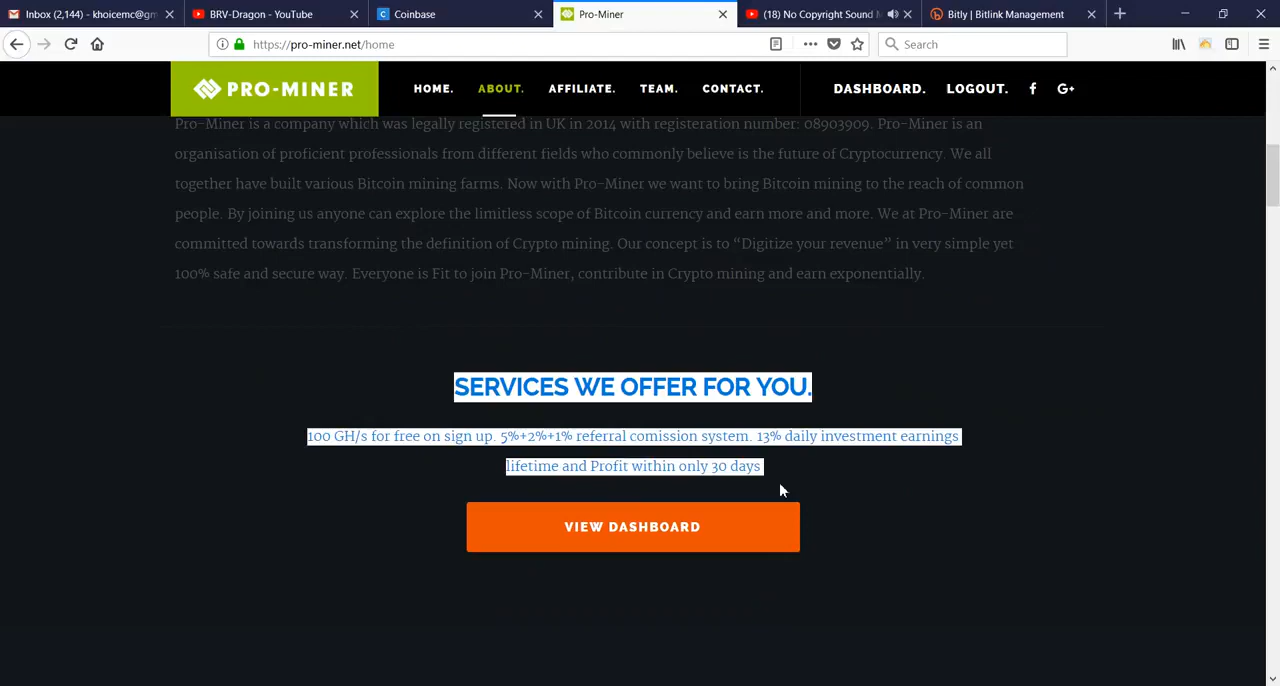 Inbox (2,144) - khoicemc@gm
BRV-Dragon - YouTube
Coinbase
Pro-Miner
(18) No Copyright Sound
Bitly | Bitlink Management
https://pro-miner.net/home
Search
PRO-MINER
HOME. ABOUT. AFFILIATE. TEAM. CONTACT. DASHBOARD. LOGOUT.
Pro-Miner is a company which was legally registered in UK in 2014 with registeration number: 08903909. Pro-Miner is an
organisation of proficient professionals from different fields who commonly believe is the future of Cryptocurrency. We all
together have built various Bitcoin mining farms. Now with Pro-Miner we want to bring Bitcoin mining to the reach of common
people. By joining us anyone can explore the limitless scope of Bitcoin currency and earn more and more. We at Pro-Miner are
committed towards transforming the definition of Crypto mining. Our concept is to “Digitize your revenue” in very simple yet
100% safe and secure way. Everyone is Fit to join Pro-Miner, contribute in Crypto mining and earn exponentially.
SERVICES WE OFFER FOR YOU.
100 GH/s for free on sign up. 5%+2%+1% referral comission system. 13% daily investment earnings
lifetime and Profit within only 30 days
VIEW DASHBOARD